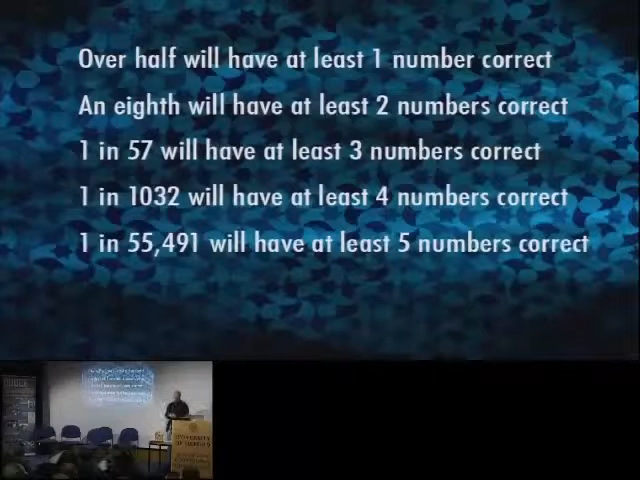 Over half will have at least 1 number correct
An eighth will have at least 2 numbers correct
1 in 57 will have at least 3 numbers correct
1 in 1032 will have at least 4 numbers correct
1 in 55,491 will have at least 5 numbers correct